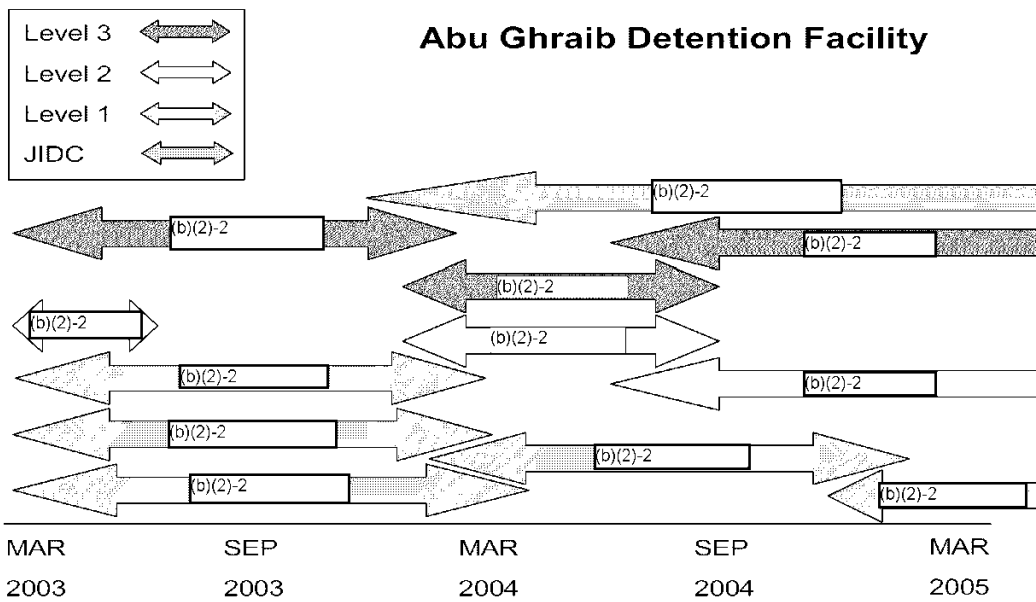 Level 3
Level 2
Level 1
JIDC
Abu Ghraib Detention Facility
(b)(2)-2
(b)(2)-2
(b)(2)-2
(b)(2)-2
(b)(2)-2
(b)(2)-2
(b)(2)-2
(b)(2)-2
(b)(2)-2
(b)(2)-2
(b)(2)-2
(b)(2)-2
MAR SEP MAR SEP MAR
2003 2003 2004 2004 2005